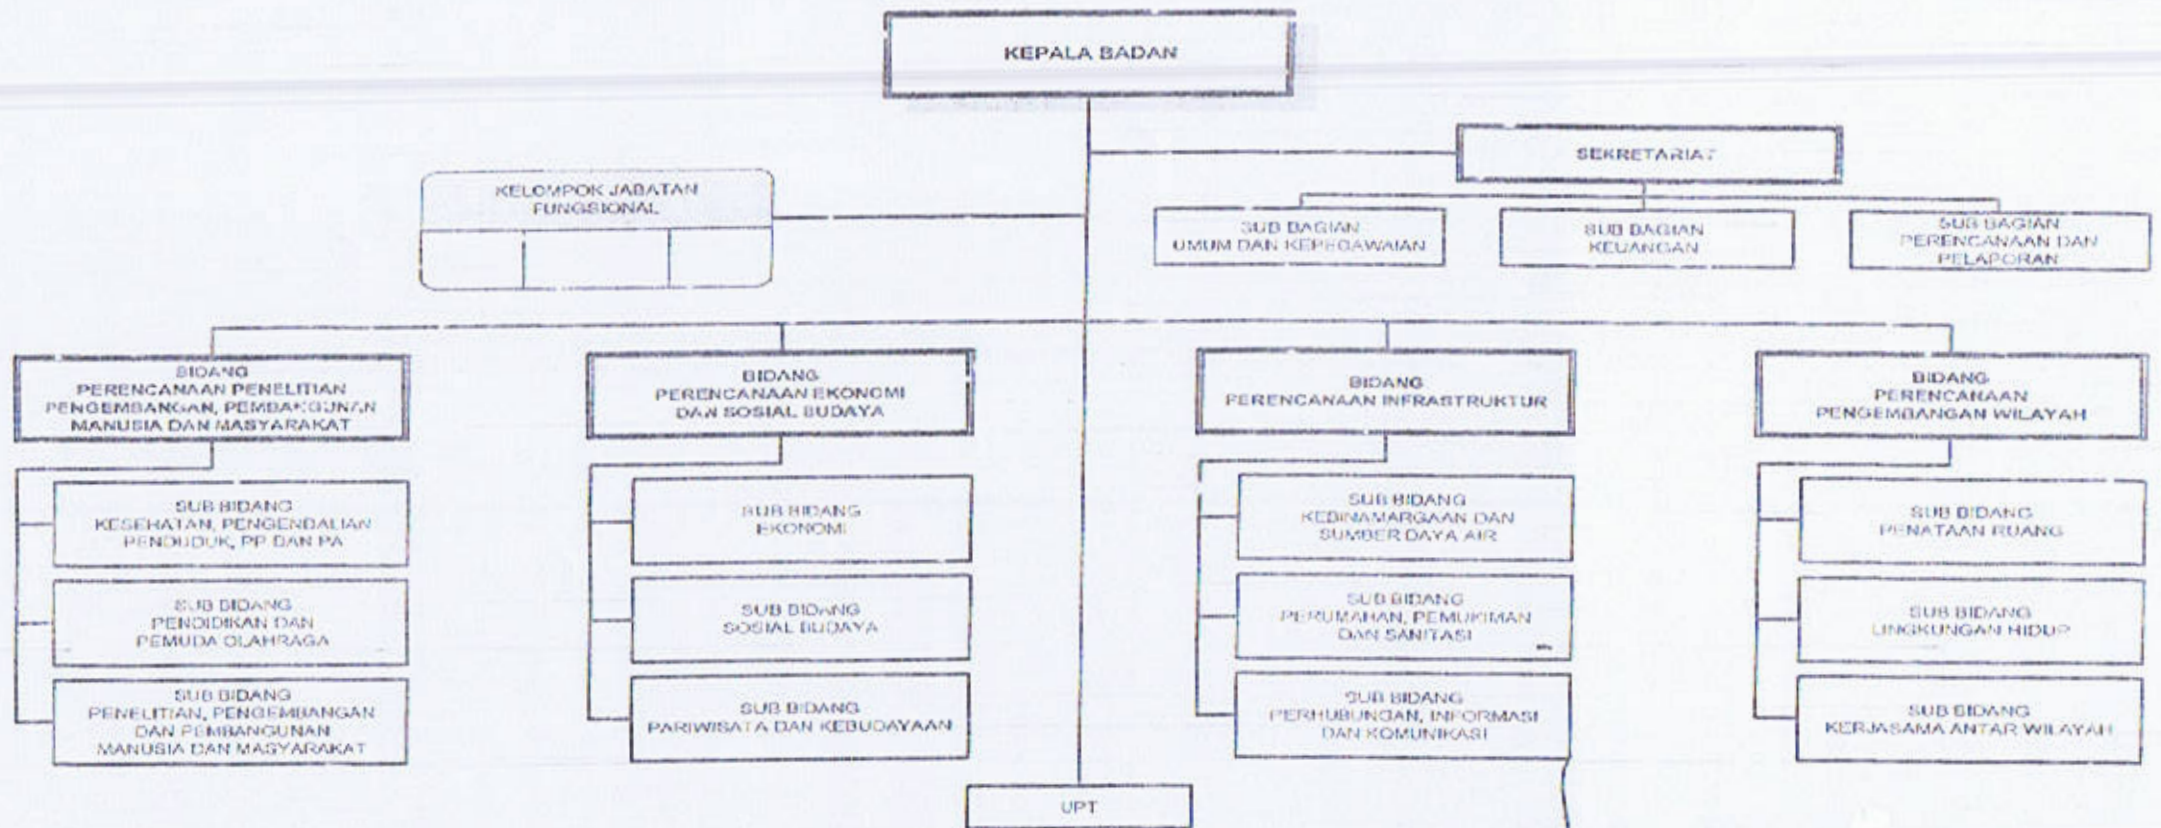 KEPALA BADAN
SEKRETARIAT
KELOMPOK JABATAN
FUNGSIONAL
SUB BAGIAN
UMUM DAN KEPEGAWAIAN
SUB BAGIAN
KEUANGAN
SUB BAGIAN
PERENCANAAN DAN
PELAPORAN
BIDANG
PERENCANAAN PENELITIAN
PENGEMBANGAN, PEMBANGUNAN
MANUSIA DAN MASYARAKAT
BIDANG
PERENCANAAN EKONOMI
DAN SOSIAL BUDAYA
BIDANG
PERENCANAAN INFRASTRUKTUR
BIDANG
PERENCANAAN
PENGEMBANGAN WILAYAH
SUB BIDANG
KESEHATAN, PENGENDALIAN
PENDUDUK, PP DAN PA
SUB BIDANG
PENDIDIKAN DAN
PEMUDA OLAHRAGA
SUB BIDANG
PENELITIAN, PENGEMBANGAN
DAN PEMBANGUNAN
MANUSIA DAN MASYARAKAT
SUB BIDANG
EKONOMI
SUB BIDANG
SOSIAL BUDAYA
SUB BIDANG
PARIWISATA DAN KEBUDAYAAN
SUB BIDANG
KEBINAMARGAAN DAN
SUMBER DAYA AIR
SUB BIDANG
PERUMAHAN, PEMUKIMAN
DAN SANITASI
SUB BIDANG
PERHUBUNGAN, INFORMASI
DAN KOMUNIKASI
SUB BIDANG
PENATAAN RUANG
SUB BIDANG
LINGKUNGAN HIDUP
SUB BIDANG
KERJASAMA ANTAR WILAYAH
UPT